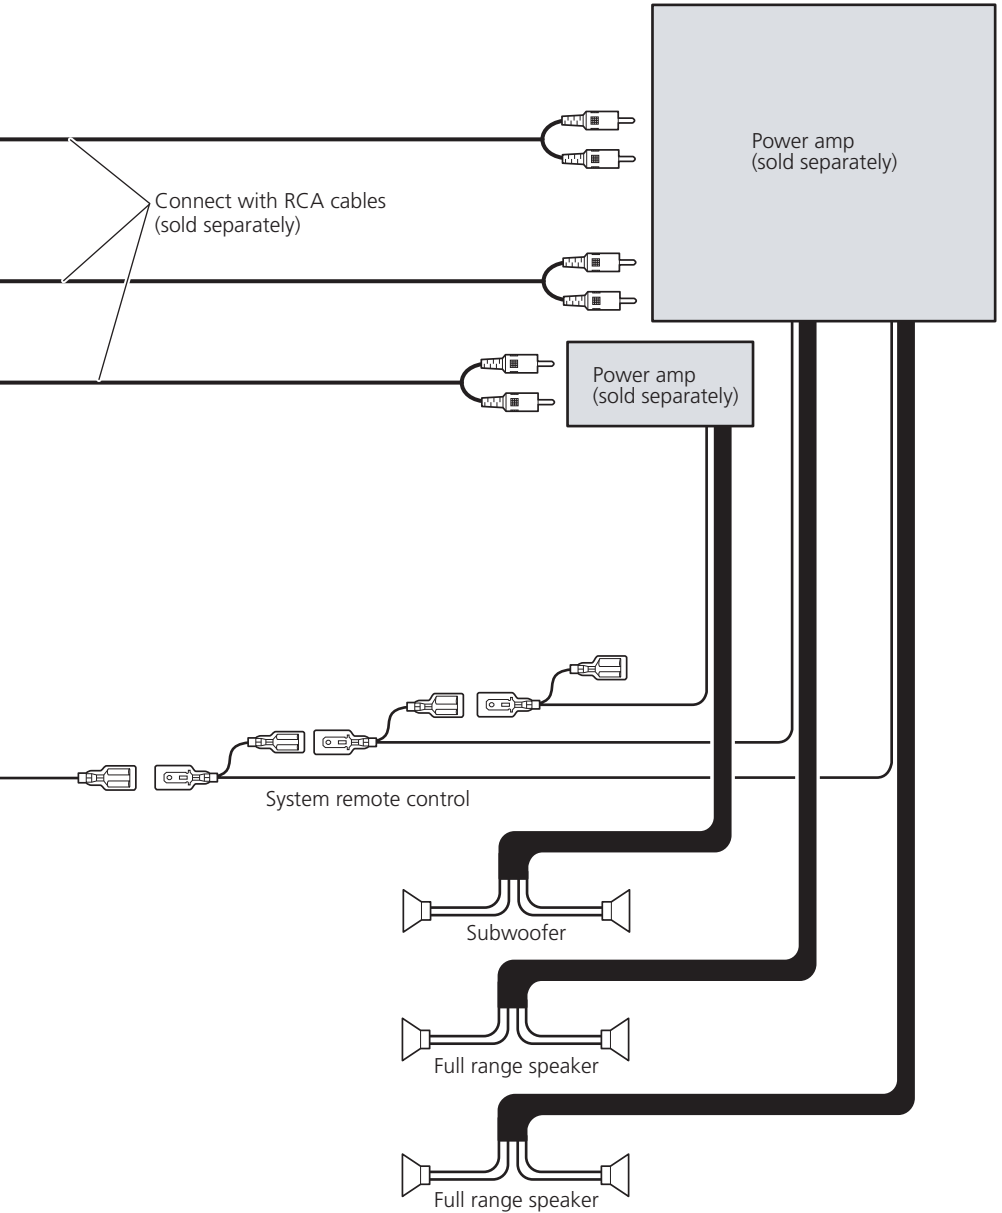 Power amp
(sold separately)
Connect with RCA cables
(sold separately)
Power amp
(sold separately)
System remote control
Subwoofer
Full range speaker
Full range speaker